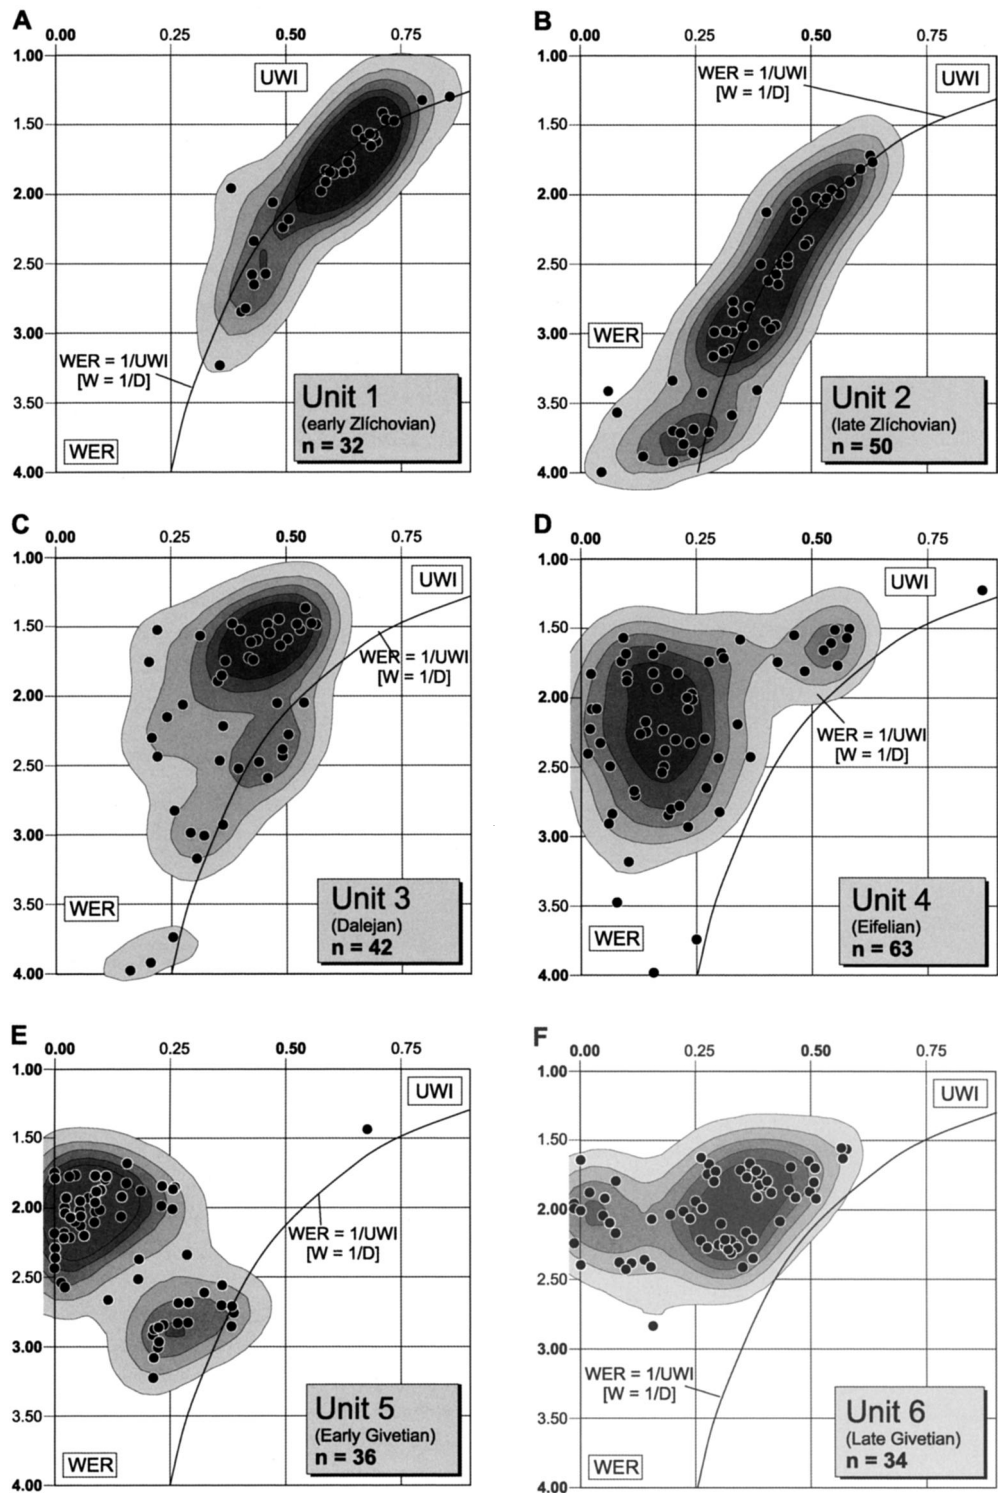 A
0.00 0.25 0.50 0.75
1.00
UWI
1.50
2.00
2.50
3.00
WER = 1/UWI
[W = 1/D]
3.50
WER
4.00
Unit 1
(early Zlíchovian)
n = 32
B
0.00 0.25 0.50 0.75
1.00
WER = 1/UWI
[W = 1/D]
UWI
1.50
2.00
2.50
3.00
WER
3.50
4.00
Unit 2
(late Zlíchovian)
n = 50
C
0.00 0.25 0.50 0.75
1.00
UWI
1.50
WER = 1/UWI
[W = 1/D]
2.00
2.50
3.00
3.50
WER
4.00
Unit 3
(Dalejan)
n = 42
D
0.00 0.25 0.50 0.75
1.00
UWI
1.50
2.00
WER = 1/UWI
[W = 1/D]
2.50
3.00
3.50
WER
4.00
Unit 4
(Eifelian)
n = 63
E
0.00 0.25 0.50 0.75
1.00
UWI
1.50
2.00
WER = 1/UWI
[W = 1/D]
2.50
3.00
3.50
WER
4.00
Unit 5
(Early Givetian)
n = 36
F
0.00 0.25 0.50 0.75
1.00
UWI
1.50
2.00
2.50
3.00
WER = 1/UWI
[W = 1/D]
3.50
WER
4.00
Unit 6
(Late Givetian)
n = 34